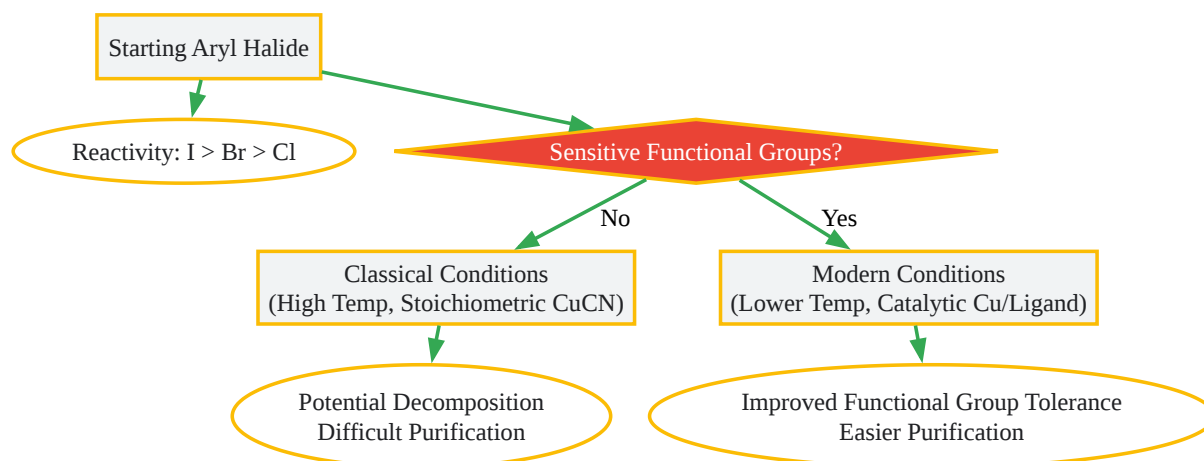 Starting Aryl Halide
Reactivity: I > Br > Cl
Sensitive Functional Groups?
No
Yes
Classical Conditions
(High Temp, Stoichiometric CuCN)
Modern Conditions
(Lower Temp, Catalytic Cu/Ligand)
Potential Decomposition
Difficult Purification
Improved Functional Group Tolerance
Easier Purification